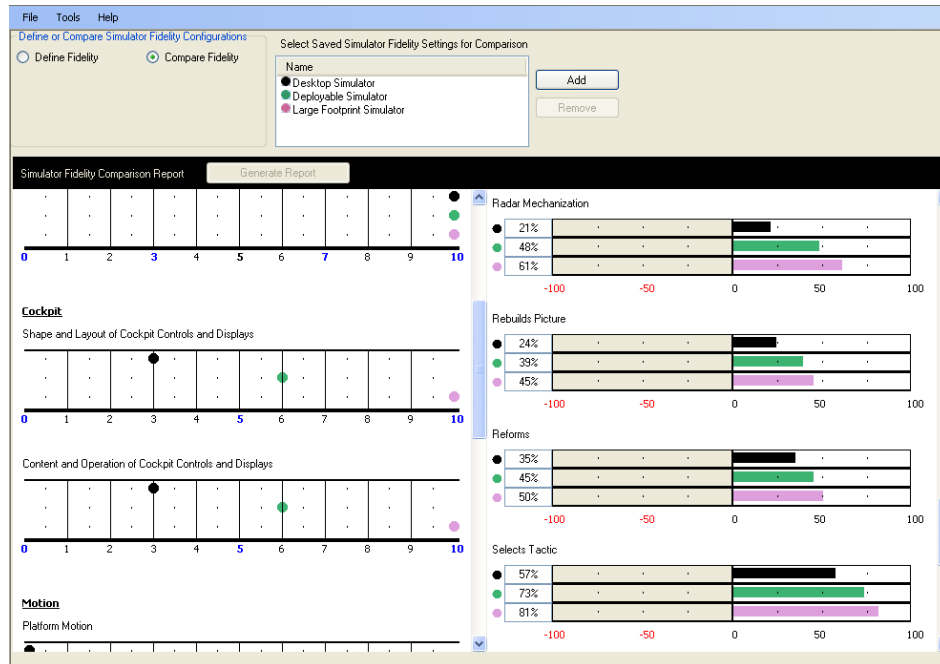 File Tools Help
Define or Compare Simulator Fidelity Configurations
Define Fidelity Compare Fidelity
Select Saved Simulator Fidelity Settings for Comparison
Name
Desktop Simulator
Deployable Simulator
Large Footprint Simulator
Add
Remove
Simulator Fidelity Comparison Report Generate Report
0 1 2 3 4 5 6 7 8 9 10
Cockpit
Shape and Layout of Cockpit Controls and Displays
0 1 2 3 4 5 6 7 8 9 10
Content and Operation of Cockpit Controls and Displays
0 1 2 3 4 5 6 7 8 9 10
Motion
Platform Motion
Radar Mechanization
21%
48%
61%
-100 -50 0 50 100
Rebuilds Picture
24%
39%
45%
-100 -50 0 50 100
Reforms
35%
45%
50%
-100 -50 0 50 100
Selects Tactic
57%
73%
81%
-100 -50 0 50 100